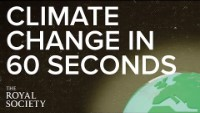 CLIMATE
CHANGE IN
60 SECONDS
THE
ROYAL
SOCIETY